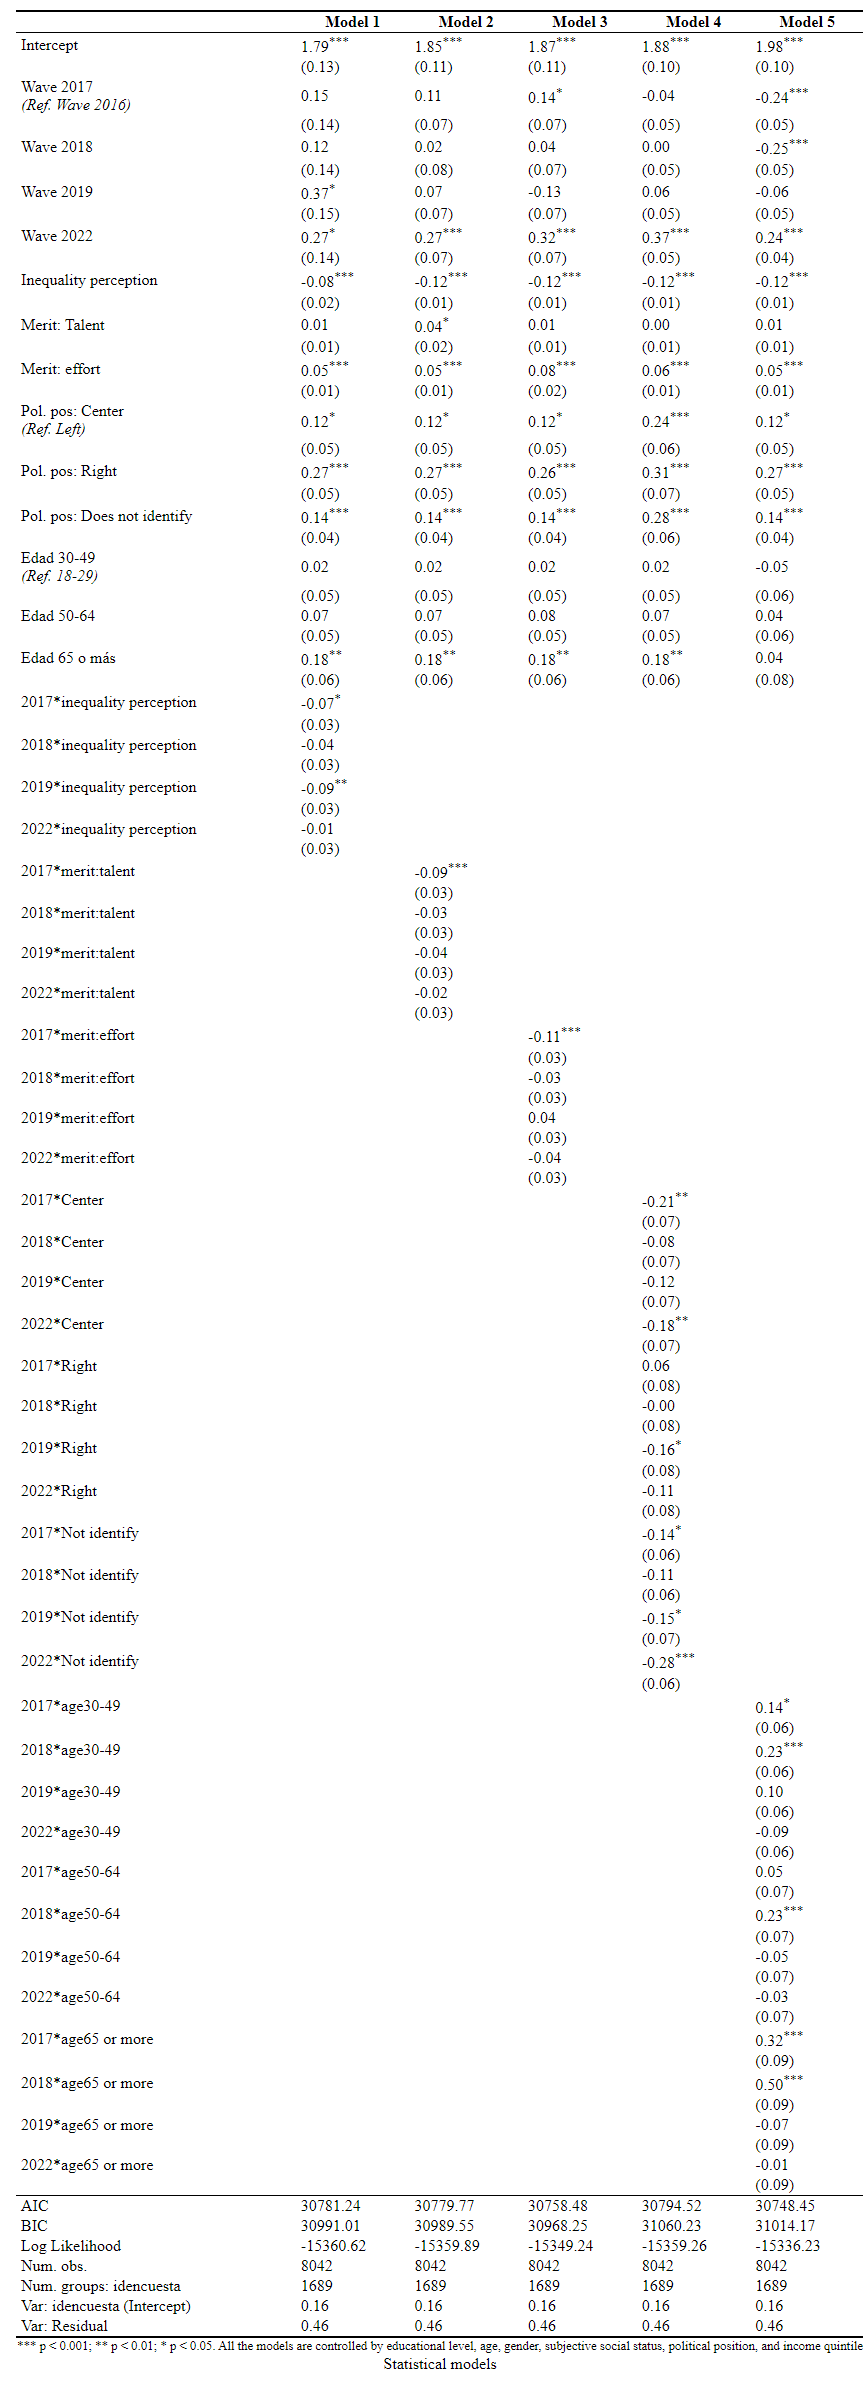 Model 1 Model 2 Model 3 Model 4 Model 5
Intercept 1.79*** 1.85*** 1.87*** 1.88*** 1.98***
(0.13) (0.11) (0.11) (0.10) (0.10)
Wave 2017
(Ref. Wave 2016) 0.15 0.11 0.14* -0.04 -0.24***
(0.14) (0.07) (0.07) (0.05) (0.05)
Wave 2018 0.12 0.02 0.04 0.00 -0.25***
(0.14) (0.08) (0.07) (0.05) (0.05)
Wave 2019 0.37* 0.07 -0.13 0.06 -0.06
(0.15) (0.07) (0.07) (0.05) (0.05)
Wave 2022 0.27* 0.27*** 0.32*** 0.37*** 0.24***
(0.14) (0.07) (0.07) (0.05) (0.04)
Inequality perception -0.08*** -0.12*** -0.12*** -0.12*** -0.12***
(0.02) (0.01) (0.01) (0.01) (0.01)
Merit: Talent 0.01 0.04* 0.01 0.00 0.01
(0.01) (0.02) (0.01) (0.01) (0.01)
Merit: effort 0.05*** 0.05*** 0.08*** 0.06*** 0.05***
(0.01) (0.01) (0.02) (0.01) (0.01)
Pol. pos: Center
(Ref. Left) 0.12* 0.12* 0.12* 0.24*** 0.12*
(0.05) (0.05) (0.05) (0.06) (0.05)
Pol. pos: Right 0.27*** 0.27*** 0.26*** 0.31*** 0.27***
(0.05) (0.05) (0.05) (0.07) (0.05)
Pol. pos: Does not identify 0.14*** 0.14*** 0.14*** 0.28*** 0.14***
(0.04) (0.04) (0.04) (0.06) (0.04)
Edad 30-49
(Ref. 18-29) 0.02 0.02 0.02 0.02 -0.05
(0.05) (0.05) (0.05) (0.05) (0.06)
Edad 50-64 0.07 0.07 0.08 0.07 0.04
(0.05) (0.05) (0.05) (0.05) (0.06)
Edad 65 o más 0.18** 0.18** 0.18** 0.18** 0.04
(0.06) (0.06) (0.06) (0.06) (0.08)
2017*inequality perception -0.07*
(0.03)
2018*inequality perception -0.04
(0.03)
2019*inequality perception -0.09**
(0.03)
2022*inequality perception -0.01
(0.03)
2017*merit:talent -0.09***
(0.03)
2018*merit:talent -0.03
(0.03)
2019*merit:talent -0.04
(0.03)
2022*merit:talent -0.02
(0.03)
2017*merit:effort -0.11***
(0.03)
2018*merit:effort -0.03
(0.03)
2019*merit:effort 0.04
(0.03)
2022*merit:effort -0.04
(0.03)
2017*Center -0.21**
(0.07)
2018*Center -0.08
(0.07)
2019*Center -0.12
(0.07)
2022*Center -0.18**
(0.07)
2017*Right 0.06
(0.08)
2018*Right -0.00
(0.08)
2019*Right -0.16*
(0.08)
2022*Right -0.11
(0.08)
2017*Not identify -0.14*
(0.06)
2018*Not identify -0.11
(0.06)
2019*Not identify -0.15*
(0.07)
2022*Not identify -0.28***
(0.06)
2017*age30-49 0.14*
(0.06)
2018*age30-49 0.23***
(0.06)
2019*age30-49 0.10
(0.06)
2022*age30-49 -0.09
(0.06)
2017*age50-64 0.05
(0.07)
2018*age50-64 0.23***
(0.07)
2019*age50-64 -0.05
(0.07)
2022*age50-64 -0.03
(0.07)
2017*age65 or more 0.32***
(0.09)
2018*age65 or more 0.50***
(0.09)
2019*age65 or more -0.07
(0.09)
2022*age65 or more -0.01
(0.09)
AIC 30781.24 30779.77 30758.48 30794.52 30748.45
BIC 30991.01 30989.55 30968.25 31060.23 31014.17
Log Likelihood -15360.62 -15359.89 -15349.24 -15359.26 -15336.23
Num. obs. 8042 8042 8042 8042 8042
Num. groups: idencuesta 1689 1689 1689 1689 1689
Var: idencuesta (Intercept) 0.16 0.16 0.16 0.16 0.16
Var: Residual 0.46 0.46 0.46 0.46 0.46
*** p < 0.001; ** p < 0.01; * p < 0.05. All the models are controlled by educational level, age, gender, subjective social status, political position, and income quintile
Statistical models